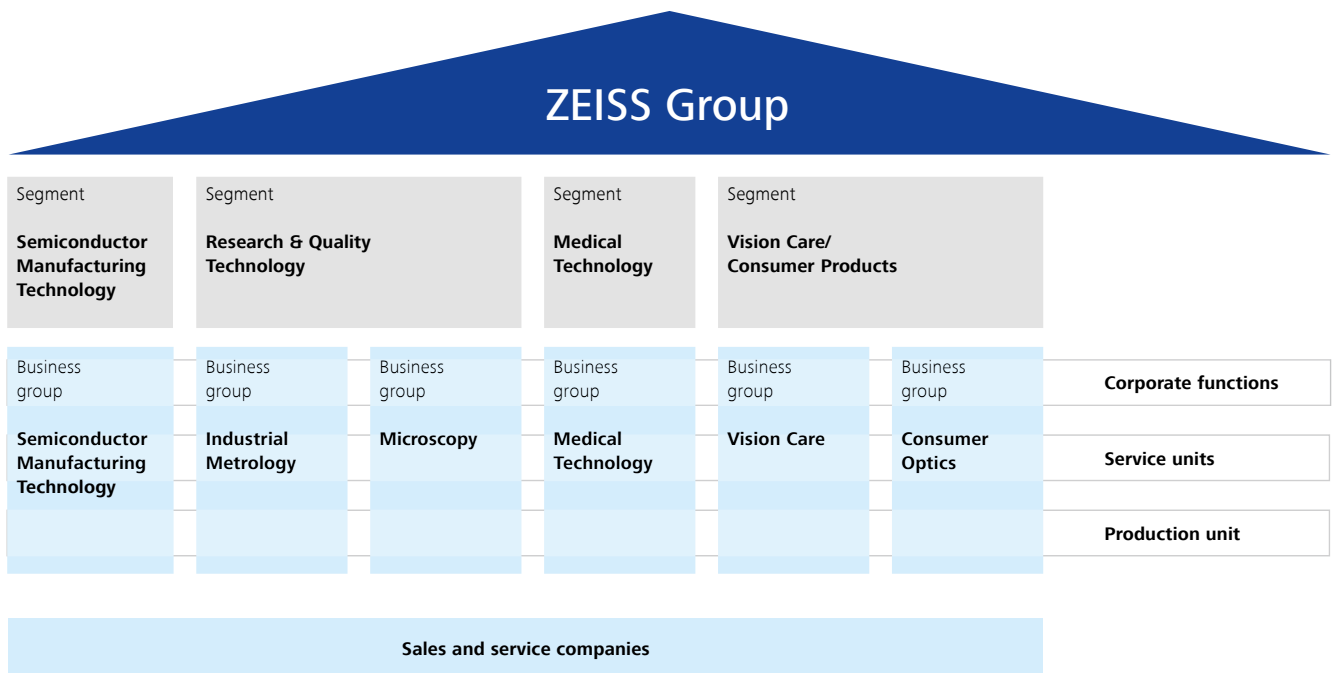 ZEISS Group
Segment
Semiconductor
Manufacturing
Technology
Segment
Research & Quality
Technology
Segment
Medical
Technology
Segment
Vision Care/
Consumer Products
Business
group
Semiconductor
Manufacturing
Technology
Business
group
Industrial
Metrology
Business
group
Microscopy
Business
group
Medical
Technology
Business
group
Vision Care
Business
group
Consumer
Optics
Corporate functions
Service units
Production unit
Sales and service companies